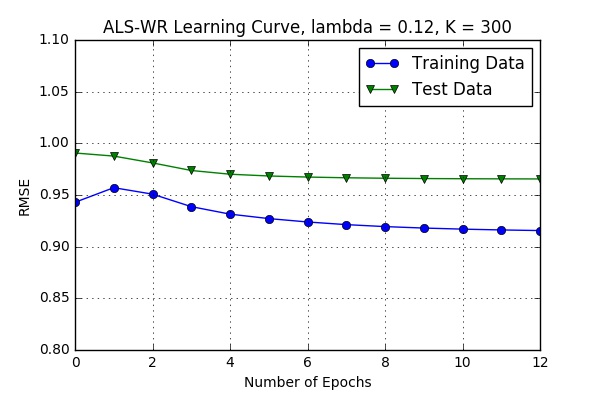 ALS-WR Learning Curve, lambda = 0.12, K = 300
1.10
1.05
1.00
0.95
0.90
0.85
0.80
RMSE
Training Data
Test Data
0 2 4 6 8 10 12
Number of Epochs